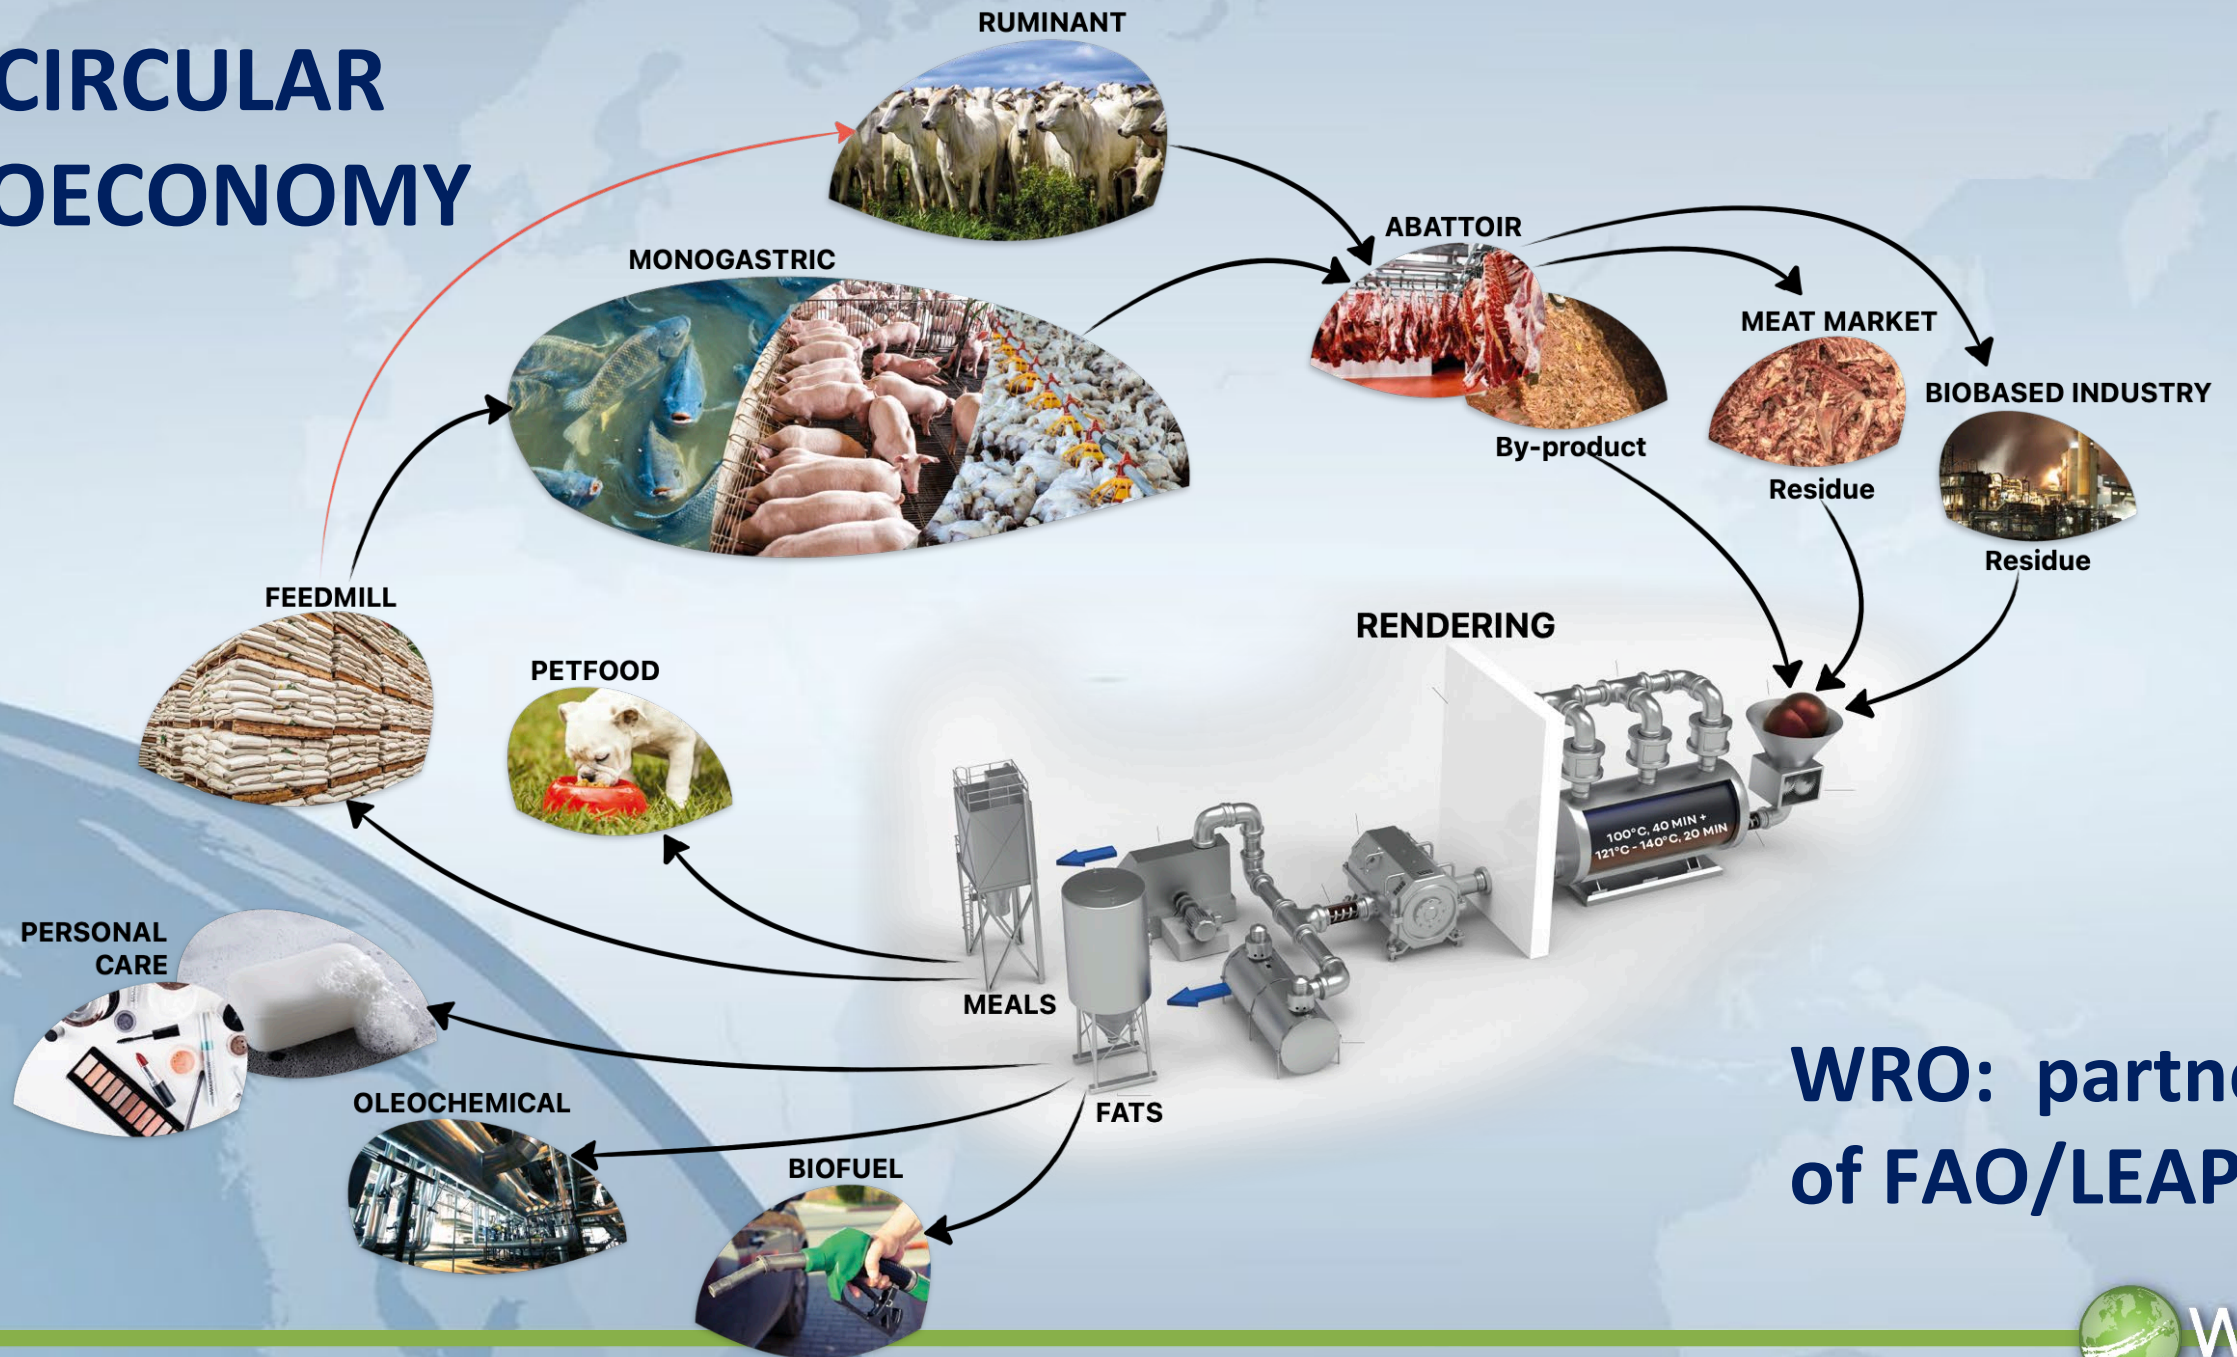 CIRCULAR
OECONOMY
RUMINANT
MONOGASTRIC
ABATTOIR
MEAT MARKET
BIOBASED INDUSTRY
By-product
Residue
Residue
FEEDMILL
RENDERING
PETFOOD
100°C, 40 MIN +
121°C - 140°C, 20 MIN
PERSONAL
CARE
MEALS
FATS
OLEOCHEMICAL
BIOFUEL
WRO: partne
of FAO/LEAP
W